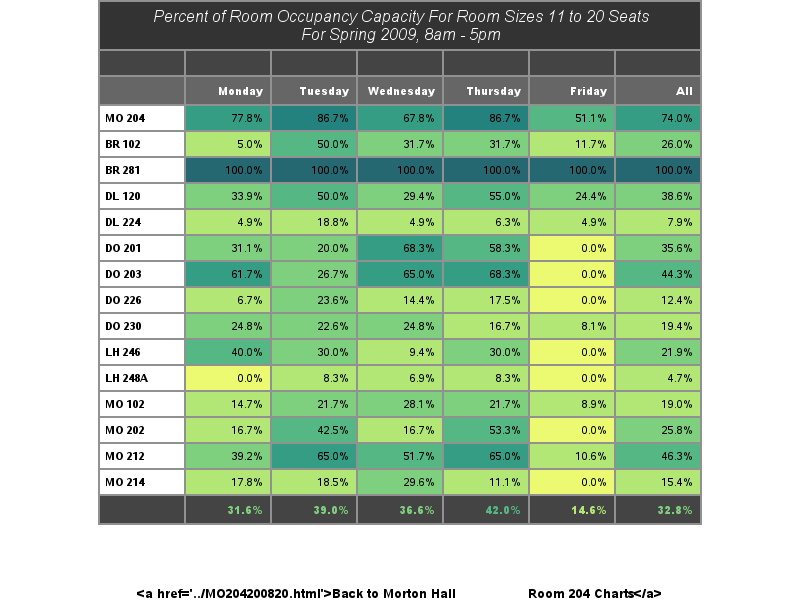 Percent of Room Occupancy Capacity For Room Sizes 11 to 20 Seats
For Spring 2009, 8am - 5pm
Monday Tuesday Wednesday Thursday Friday All
MO 204 77.8% 86.7% 67.8% 86.7% 51.1% 74.0%
BR 102 5.0% 50.0% 31.7% 31.7% 11.7% 26.0%
BR 281 100.0% 100.0% 100.0% 100.0% 100.0% 100.0%
DL 120 33.9% 50.0% 29.4% 55.0% 24.4% 38.6%
DL 224 4.9% 18.8% 4.9% 6.3% 4.9% 7.9%
DO 201 31.1% 20.0% 68.3% 58.3% 0.0% 35.6%
DO 203 61.7% 26.7% 65.0% 68.3% 0.0% 44.3%
DO 226 6.7% 23.6% 14.4% 17.5% 0.0% 12.4%
DO 230 24.8% 22.6% 24.8% 16.7% 8.1% 19.4%
LH 246 40.0% 30.0% 9.4% 30.0% 0.0% 21.9%
LH 248A 0.0% 8.3% 6.9% 8.3% 0.0% 4.7%
MO 102 14.7% 21.7% 28.1% 21.7% 8.9% 19.0%
MO 202 16.7% 42.5% 16.7% 53.3% 0.0% 25.8%
MO 212 39.2% 65.0% 51.7% 65.0% 10.6% 46.3%
MO 214 17.8% 18.5% 29.6% 11.1% 0.0% 15.4%
31.6% 39.0% 36.6% 42.0% 14.6% 32.8%
<a href='../MO204200820.html'>Back to Morton Hall Room 204 Charts</a>